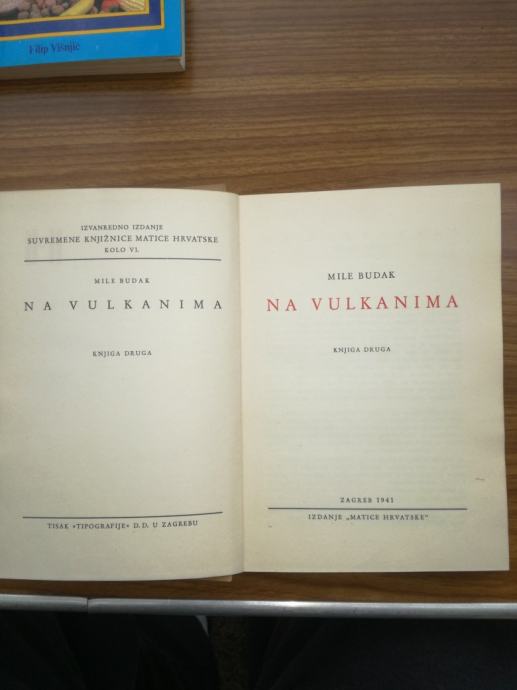 Filip Višnjić
IZVANREDNO IZDANJE
SUVREMENE KNJIŽNICE MATICE HRVATSKE
KOLO VI.
MILE BUDAK
NA VULKANIMA
KNJIGA DRUGA
TISAK »TIPOGRAFIJE« D. D. U ZAGREBU
MILE BUDAK
NA VULKANIMA
KNJIGA DRUGA
ZAGREB 1941
IZDANJE „MATICE HRVATSKE"